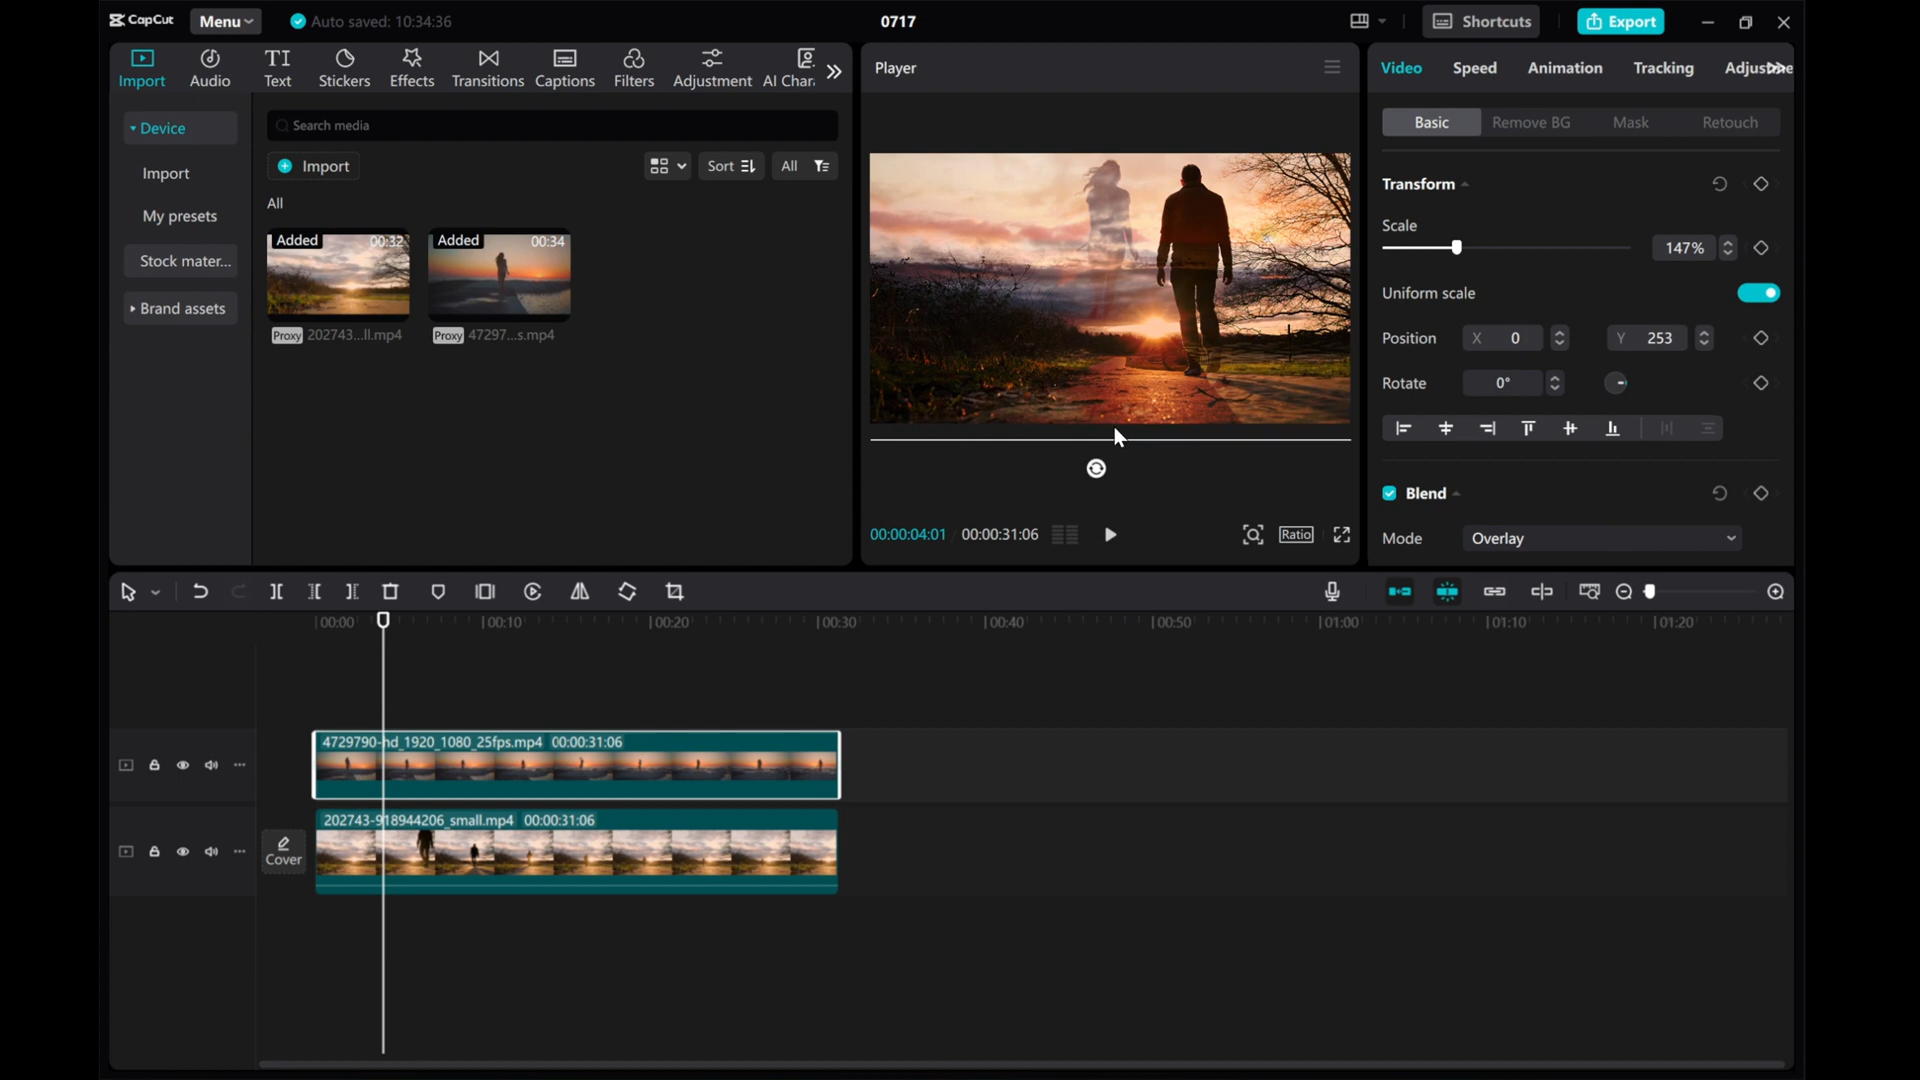 CapCut Menu Auto saved: 10:34:36 0717 Shortcuts Export
Import Audio Text Stickers Effects Transitions Captions Filters Adjustment AI Char
TI
Player
Video Speed Animation Tracking Adjustme
Device
Import
My presets
Stock mater...
Brand assets
Search media
Import Sort All
All
Added 00:32 Added 00:34
Proxy 202743...ll.mp4 Proxy 47297...s.mp4
00:00:04:01 00:00:31:06 Ratio
Basic Remove BG Mask Retouch
Transform
Scale
147%
Uniform scale
Position X 0 Y 253
Rotate 0°
Blend
Mode Overlay
00:00 00:10 00:20 00:30 00:40 00:50 01:00 01:10 01:20
4729790-hd_1920_1080_25fps.mp4 00:00:31:06
202743-918944206_small.mp4 00:00:31:06
Cover